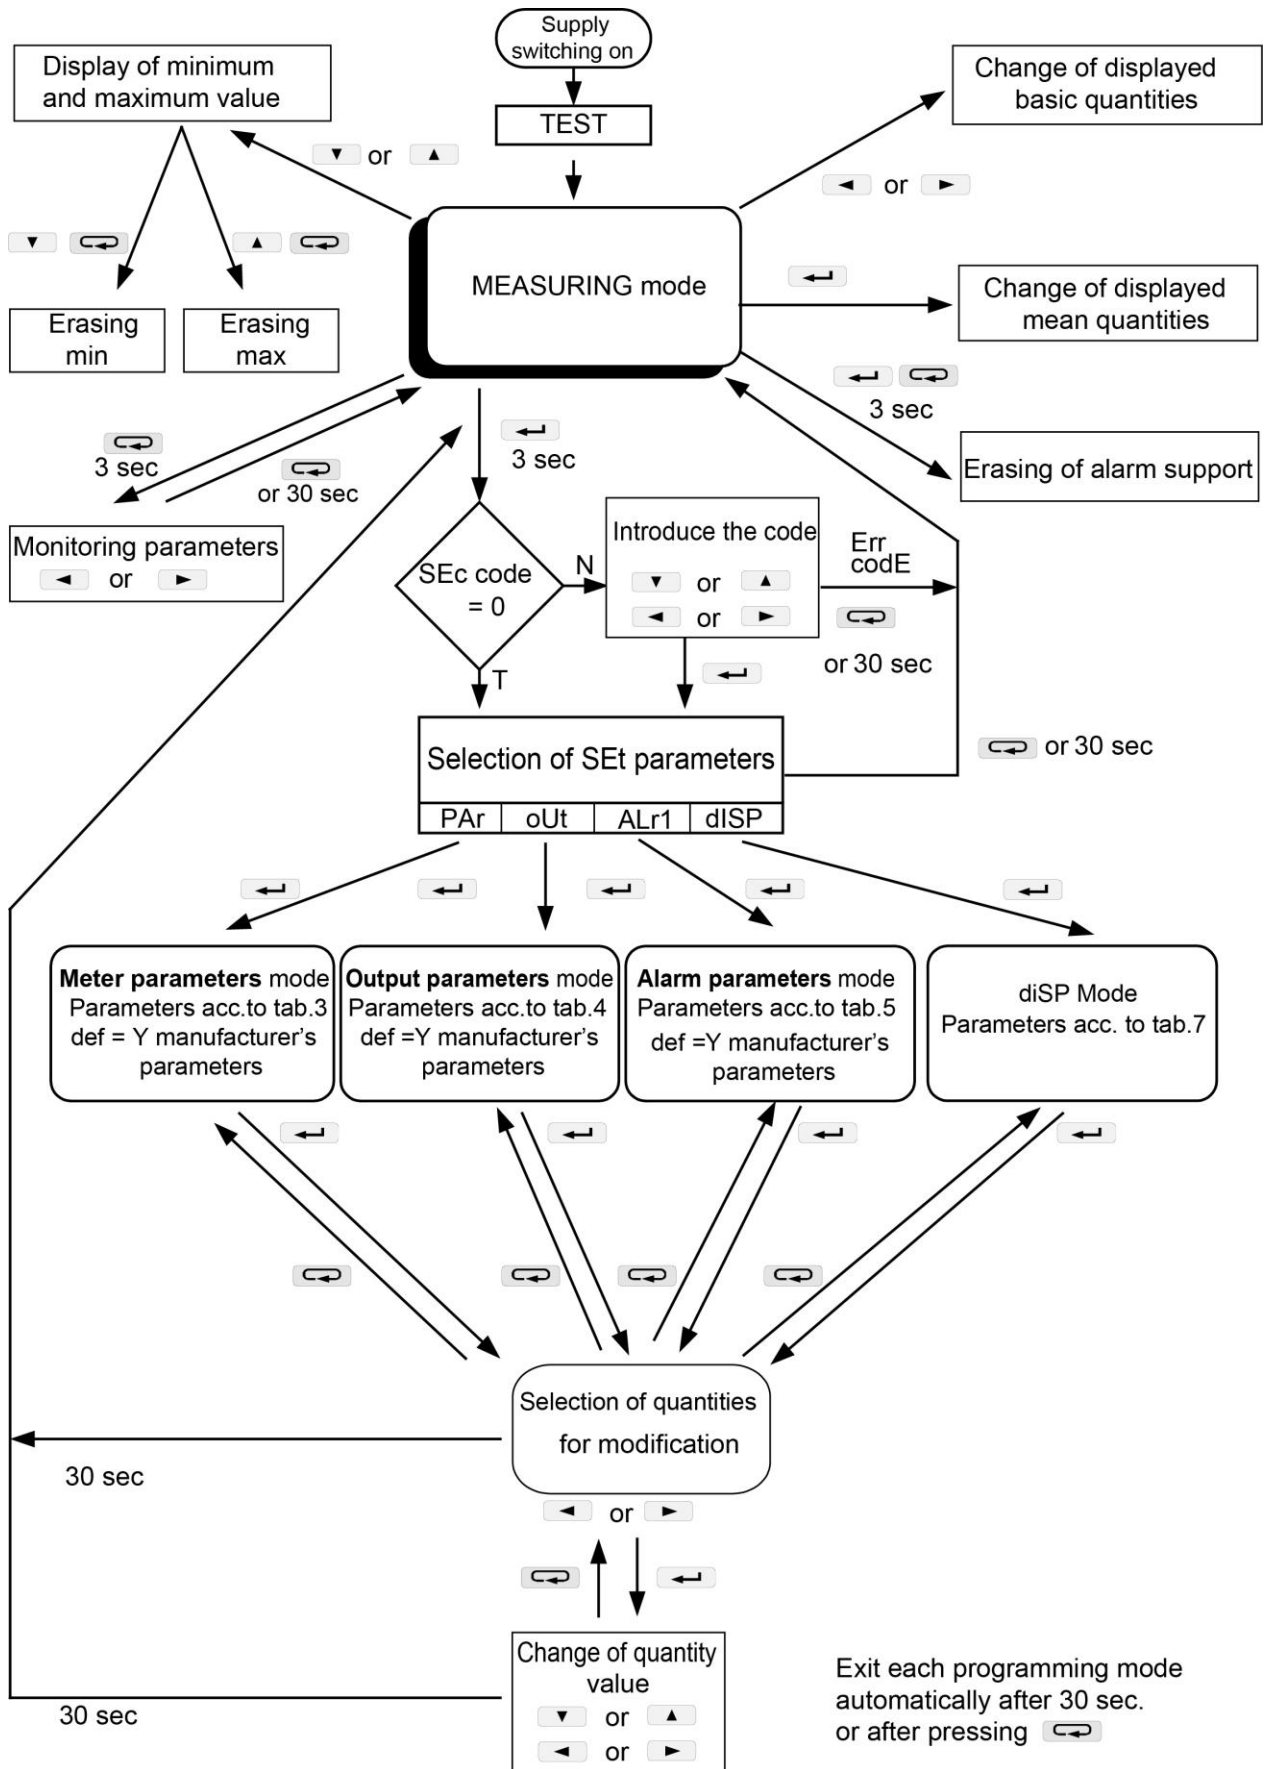 Supply
switching on
TEST
Display of minimum
and maximum value
Change of displayed
basic quantities
or
or
MEASURING mode
Change of displayed
mean quantities
Erasing
min
Erasing
max
3 sec
Erasing of alarm support
3 sec
or 30 sec
3 sec
Monitoring parameters
or
SEc code
= 0
N
T
Introduce the code
or
or
Err
codE
or 30 sec
or 30 sec
Selection of SEt parameters
PAr
oUt
ALr1
dISP
Meter parameters mode
Parameters acc.to tab.3
def = Y manufacturer's
parameters
Output parameters mode
Parameters acc.to tab.4
def =Y manufacturer's
parameters
Alarm parameters mode
Parameters acc.to tab.5
def =Y manufacturer's
parameters
diSP Mode
Parameters acc. to tab.7
Selection of quantities
for modification
30 sec
or
Change of quantity
value
or
or
30 sec
Exit each programming mode
automatically after 30 sec.
or after pressing